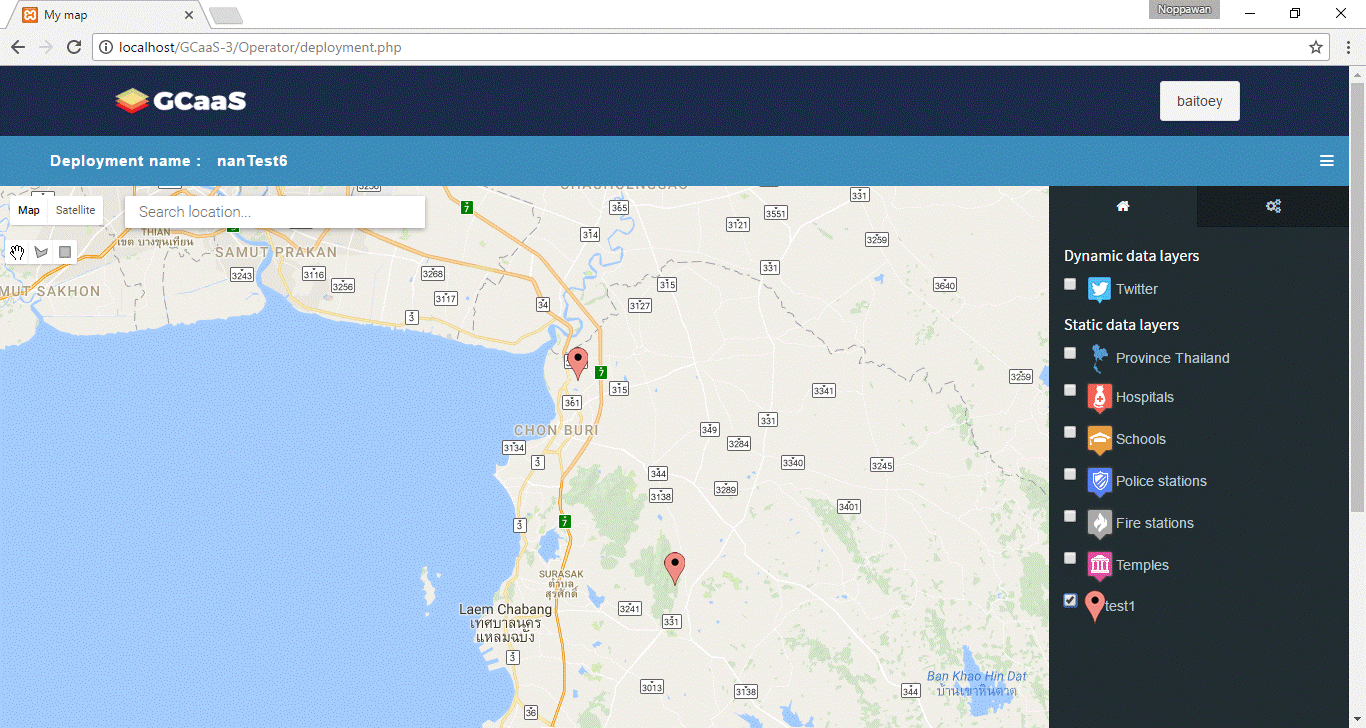 My map
Noppawan
localhost/GCaaS-3/Operator/deployment.php
GCaaS
baitoey
Deployment name : nanTest6
Map
Satellite
Search location...
331
365
7
3551
3121
314
3259
THIAN
เขต บางขุนเทียน
SAMUT PRAKAN
3243
3116
3256
3268
3117
331
315
3640
3127
34
3
MUT SAKHON
7
315
3259
3341
361
CHON BURI
349
331
3284
3134
3
344
3340
3245
3138
3289
3401
3
7
SURASAK
ตำบล
สุรศักดิ์
Laem Chabang
เทศบาลนคร
แหลมฉบัง
3241
331
3
3013
3138
344
36
Ban Khao Hin Dat
บ้านเขาหินดาด
Dynamic data layers
Twitter
Static data layers
Province Thailand
Hospitals
Schools
Police stations
Fire stations
Temples
test1